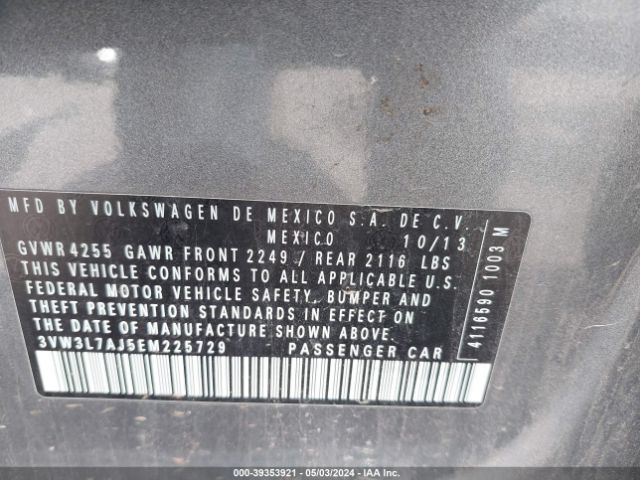 MFD BY VOLKSWAGEN DE MEXICO S.A. DE C.V.
MEXICO 10/13
GVWR 4255 GAWR FRONT 2249 / REAR 2116 LBS
THIS VEHICLE CONFORMS TO ALL APPLICABLE U.S.
FEDERAL MOTOR VEHICLE SAFETY, BUMPER AND
THEFT PREVENTION STANDARDS IN EFFECT ON
THE DATE OF MANUFACTURE SHOWN ABOVE.
3VW3L7AJ5EM225729 PASSENGER CAR
4116590 1003 M
000-39353921 - 05/03/2024 - IAA Inc.